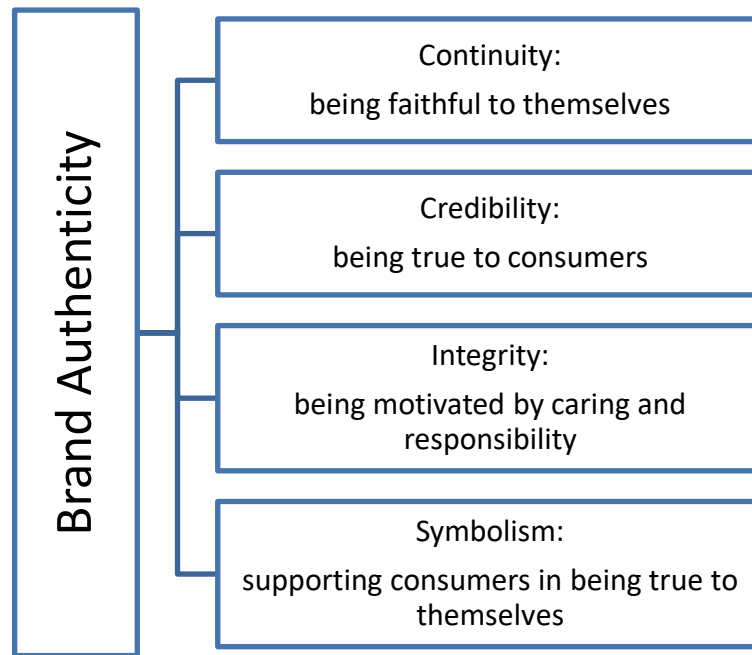 Brand Authenticity
Continuity:
being faithful to themselves
Credibility:
being true to consumers
Integrity:
being motivated by caring and
responsibility
Symbolism:
supporting consumers in being true to
themselves